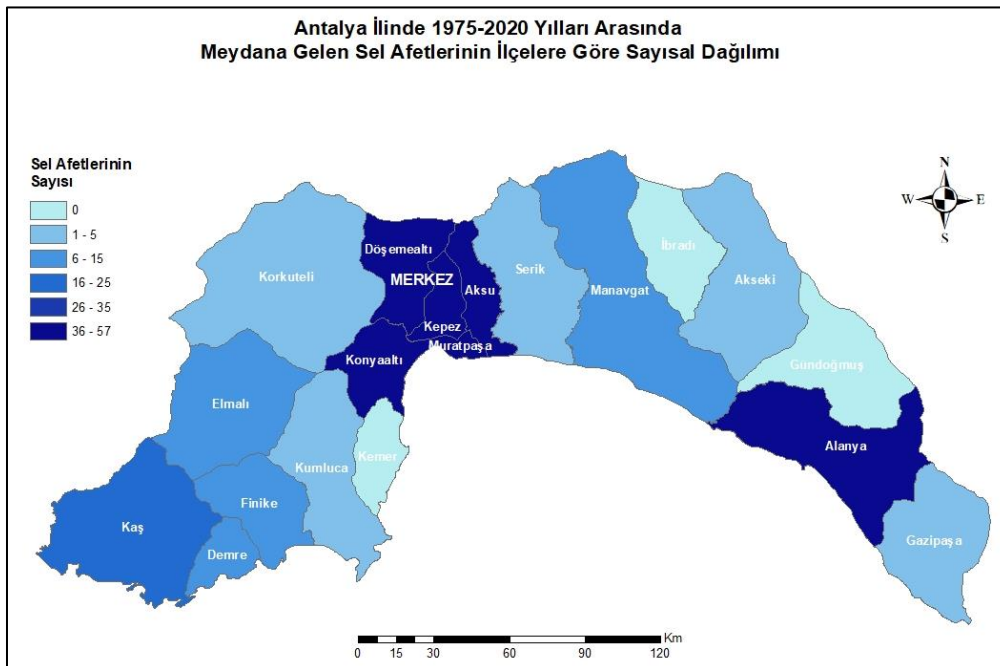 Antalya İlinde 1975-2020 Yılları Arasında
Meydana Gelen Sel Afetlerinin İlçelere Göre Sayısal Dağılımı
Sel Afetlerinin
Sayısı
0
1 - 5
6 - 15
16 - 25
26 - 35
36 - 57
N
W
E
S
Korkuteli
Döşemealtı
MERKEZ
Aksu
Kepez
Muratpaşa
Konyaaltı
Serik
Manavgat
İbradı
Akseki
Gündoğmuş
Alanya
Gazipaşa
Elmalı
Kumluca
Kemer
Kaş
Finike
Demre
Km
0 15 30 60 90 120